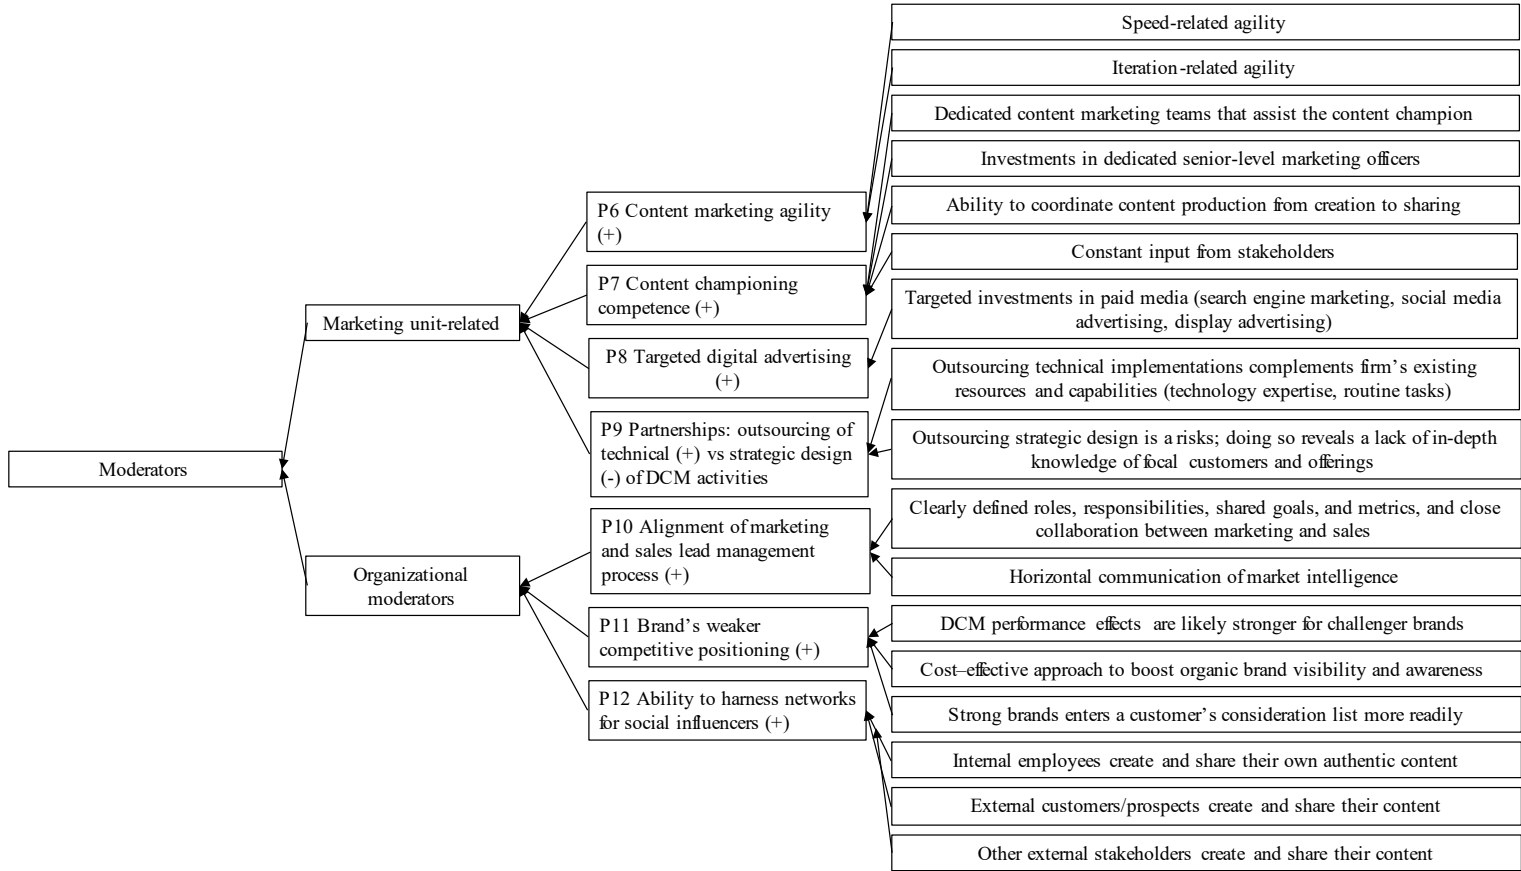 Moderators
Marketing unit-related
Organizational
moderators
P6 Content marketing agility
(+)
P7 Content championing
competence (+)
P8 Targeted digital advertising
(+)
P9 Partnerships: outsourcing of
technical (+) vs strategic design
(-) of DCM activities
P10 Alignment of marketing
and sales lead management
process (+)
P11 Brand’s weaker
competitive positioning (+)
P12 Ability to harness networks
for social influencers (+)
Speed-related agility
Iteration-related agility
Dedicated content marketing teams that assist the content champion
Investments in dedicated senior-level marketing officers
Ability to coordinate content production from creation to sharing
Constant input from stakeholders
Targeted investments in paid media (search engine marketing, social media
advertising, display advertising)
Outsourcing technical implementations complements firm’s existing
resources and capabilities (technology expertise, routine tasks)
Outsourcing strategic design is a risks; doing so reveals a lack of in-depth
knowledge of focal customers and offerings
Clearly defined roles, responsibilities, shared goals, and metrics, and close
collaboration between marketing and sales
Horizontal communication of market intelligence
DCM performance effects are likely stronger for challenger brands
Cost–effective approach to boost organic brand visibility and awareness
Strong brands enters a customer’s consideration list more readily
Internal employees create and share their own authentic content
External customers/prospects create and share their content
Other external stakeholders create and share their content